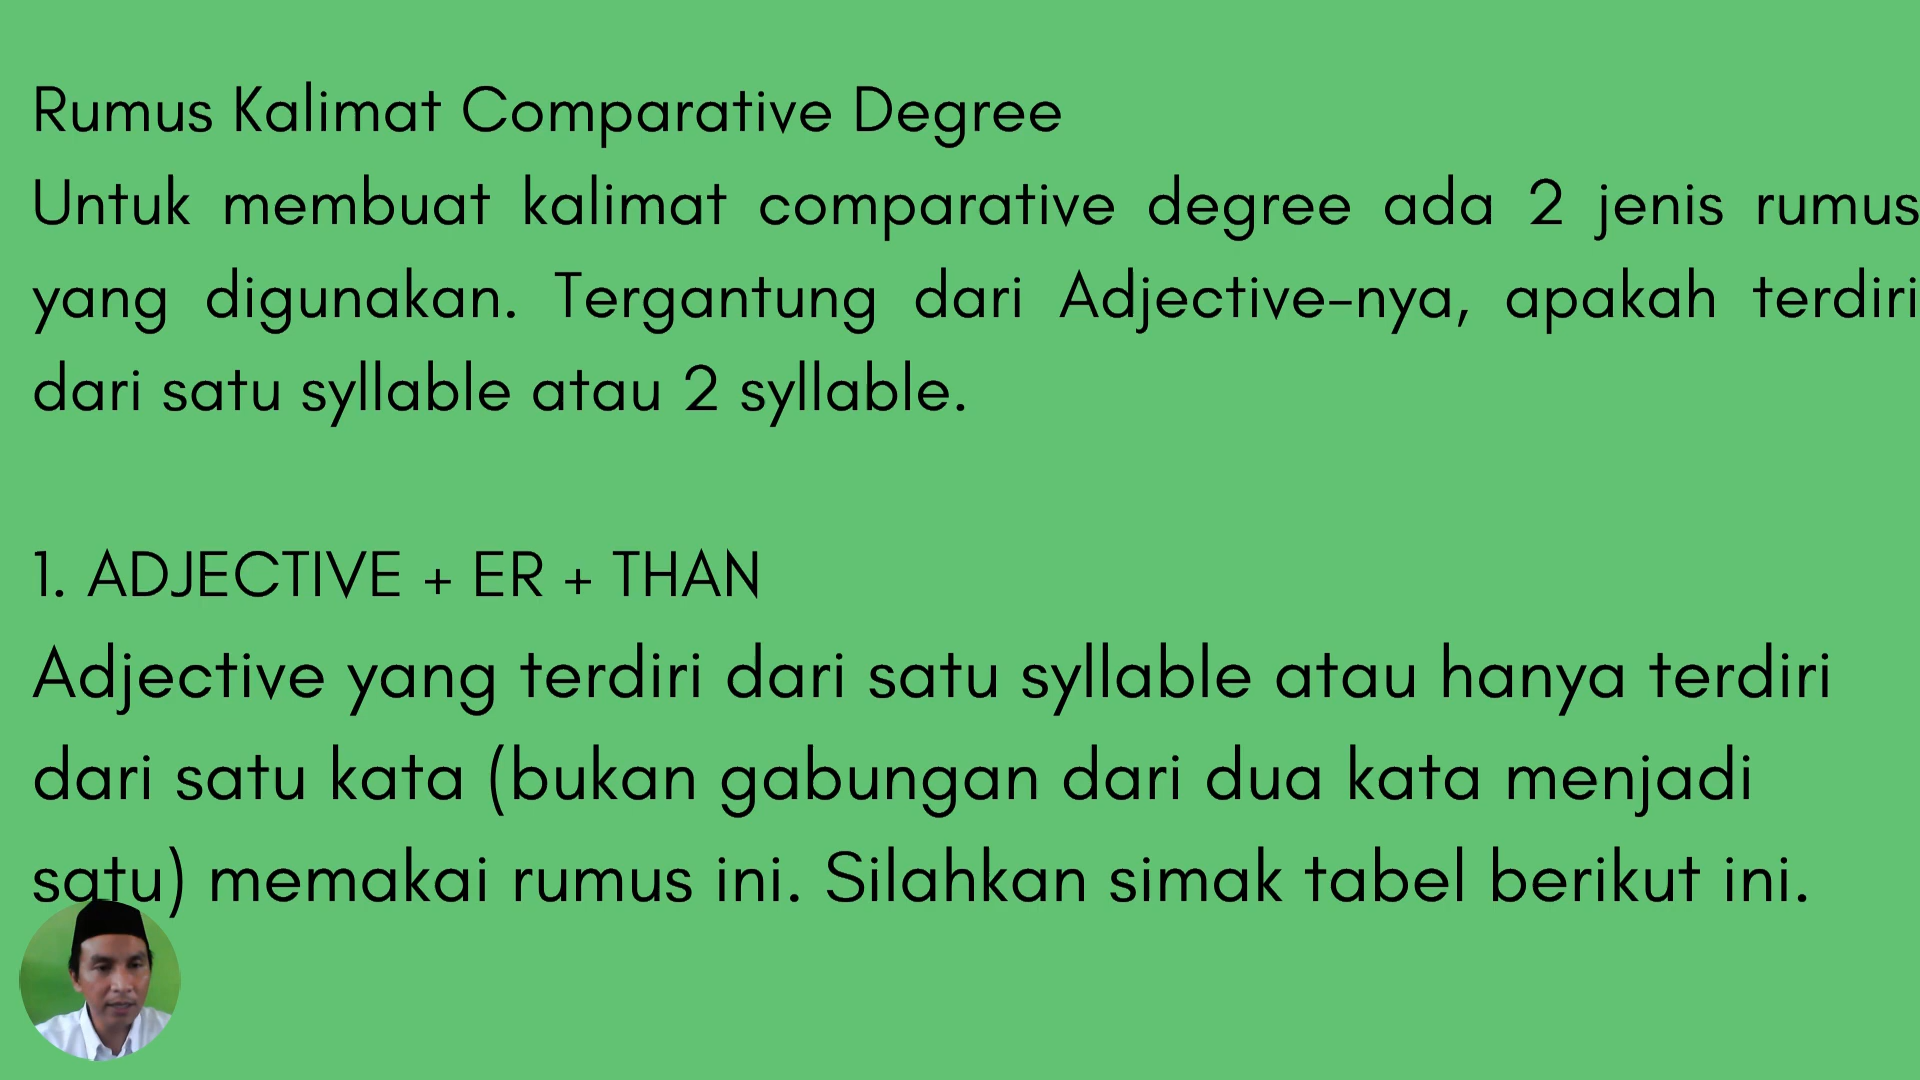 Rumus Kalimat Comparative Degree
Untuk membuat kalimat comparative degree ada 2 jenis rumus
yang digunakan. Tergantung dari Adjective-nya, apakah terdiri
dari satu syllable atau 2 syllable.
1. ADJECTIVE + ER + THAN
Adjective yang terdiri dari satu syllable atau hanya terdiri
dari satu kata (bukan gabungan dari dua kata menjadi
satu) memakai rumus ini. Silahkan simak tabel berikut ini.